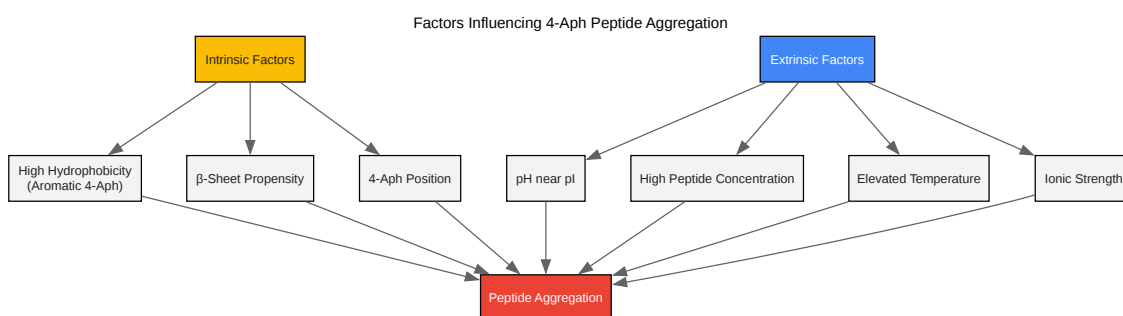 Factors Influencing 4-Aph Peptide Aggregation
Intrinsic Factors
Extrinsic Factors
High Hydrophobicity
(Aromatic 4-Aph)
β-Sheet Propensity
4-Aph Position
pH near pI
High Peptide Concentration
Elevated Temperature
Ionic Strength
Peptide Aggregation